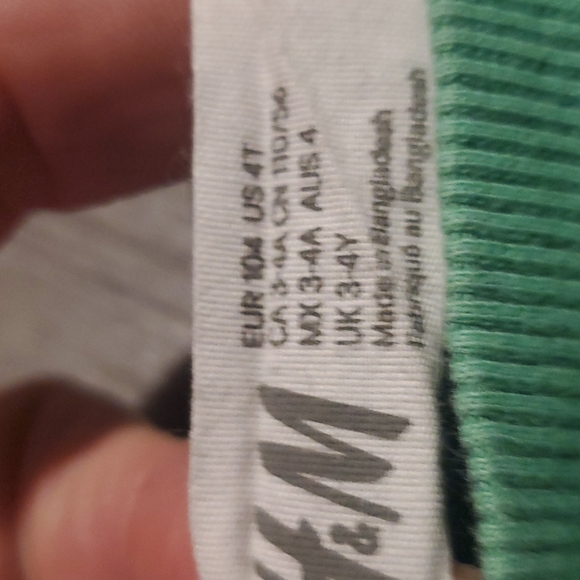 H&M
EUR 104 US 4T
CA 3-4A CN 110/56
MX 3-4A AUS 4
UK 3-4Y
Made in Bangladesh
Fabriqué au Bangladesh